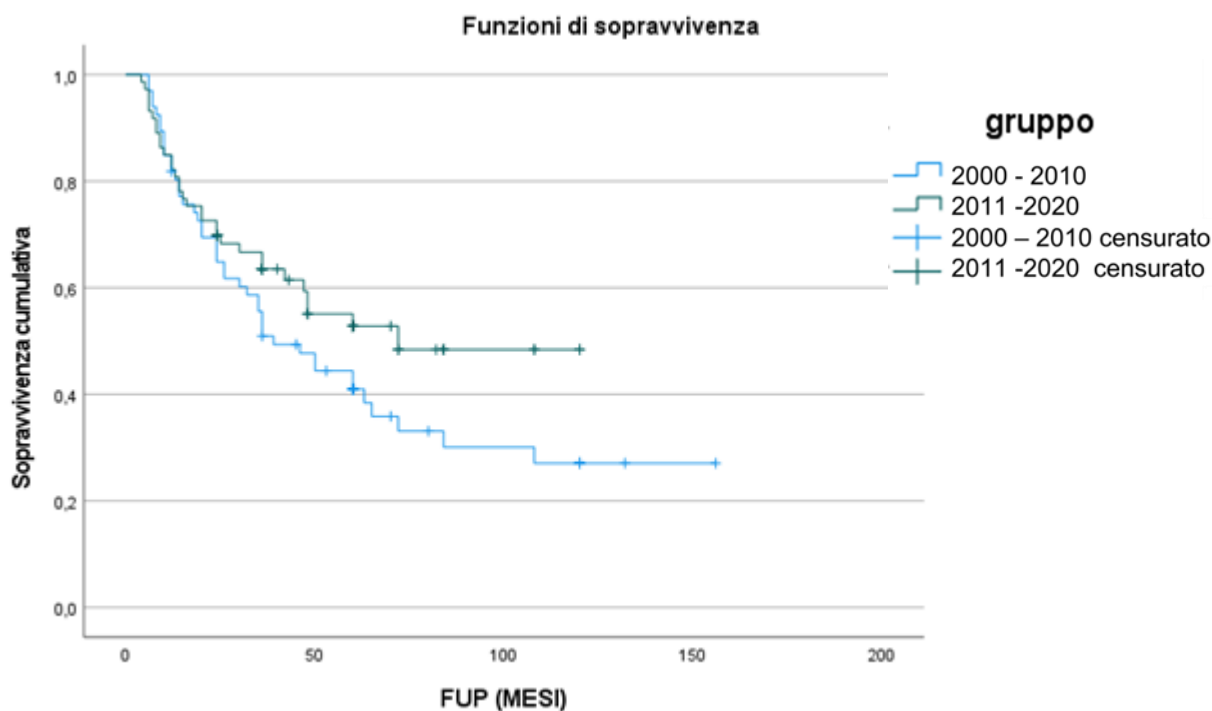 Funzioni di sopravvivenza
Sopravvivenza cumulativa
1,0
0,8
0,6
0,4
0,2
0,0
0 50 100 150 200
FUP (MESI)
gruppo
2000 - 2010
2011 -2020
2000 – 2010 censurato
2011 -2020 censurato